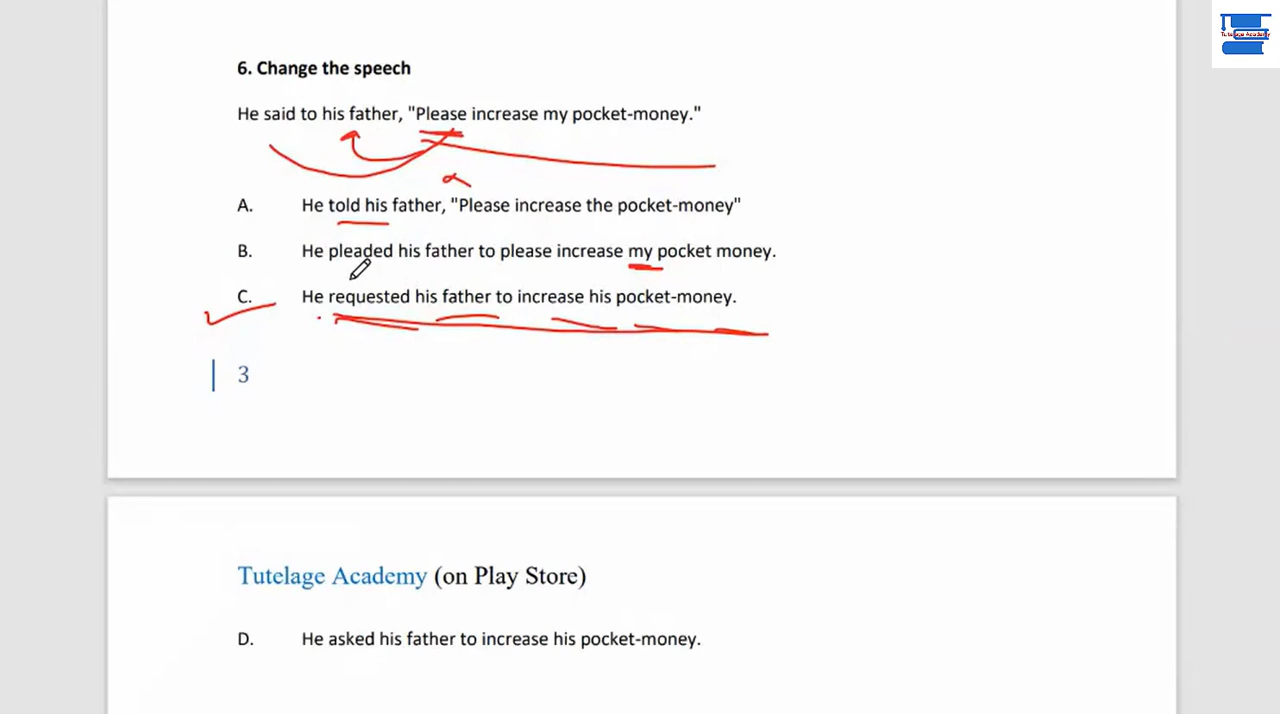 Tutelage Academy
6. Change the speech
He said to his father, "Please increase my pocket-money."
A. He told his father, "Please increase the pocket-money"
B. He pleaded his father to please increase my pocket money.
C. He requested his father to increase his pocket-money.
3
Tutelage Academy (on Play Store)
D. He asked his father to increase his pocket-money.